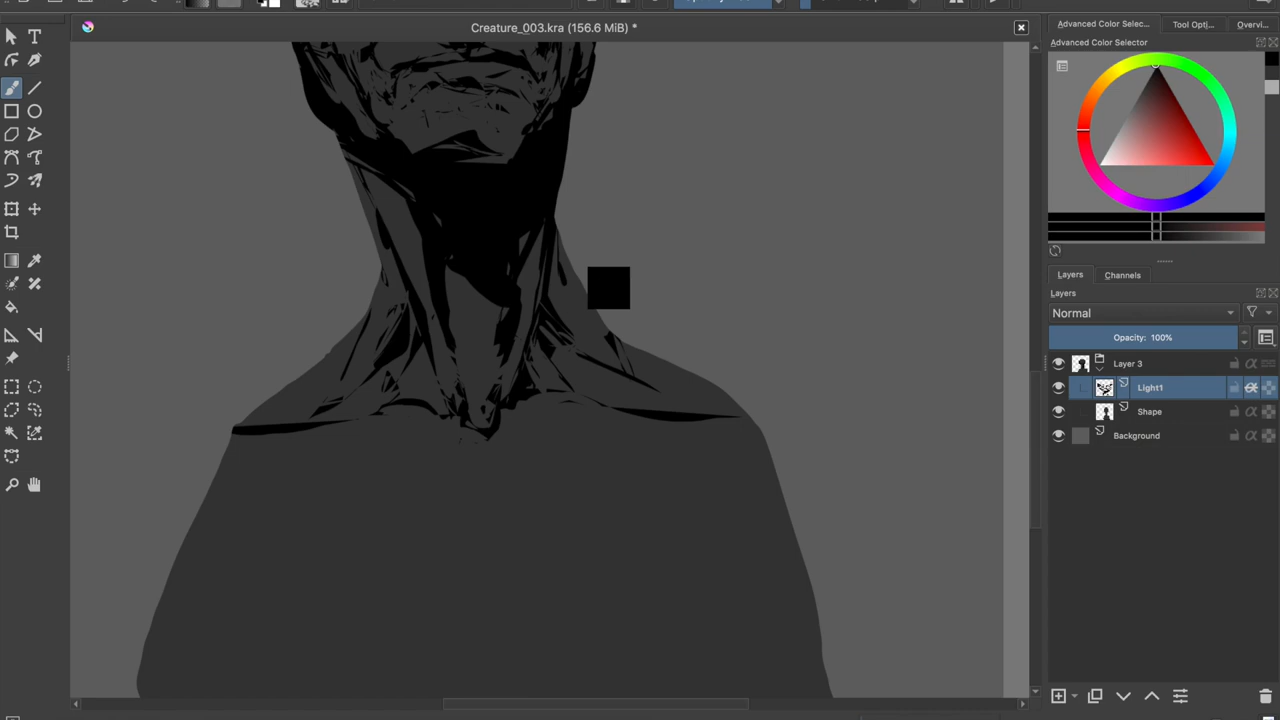 Creature_003.kra (156.6 MiB) *
Advanced Color Selec...
Tool Opti...
Overvi...
Advanced Color Selector
Layers
Channels
Layers
Normal
Opacity: 100%
Layer 3
Light1
Shape
Background